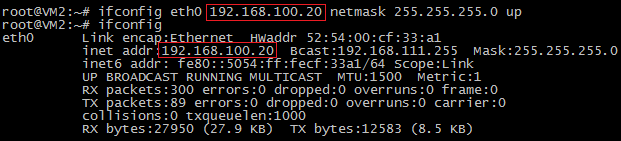 root@VM2:~# ifconfig eth0 192.168.100.20 netmask 255.255.255.0 up
root@VM2:~# ifconfig
eth0      Link encap:Ethernet  HWaddr 52:54:00:cf:33:a1
          inet addr:192.168.100.20  Bcast:192.168.111.255  Mask:255.255.255.0
          inet6 addr: fe80::5054:ff:fecf:33a1/64 Scope:Link
          UP BROADCAST RUNNING MULTICAST  MTU:1500  Metric:1
          RX packets:300 errors:0 dropped:0 overruns:0 frame:0
          TX packets:89 errors:0 dropped:0 overruns:0 carrier:0
          collisions:0 txqueuelen:1000
          RX bytes:27950 (27.9 KB)  TX bytes:12583 (8.5 KB)